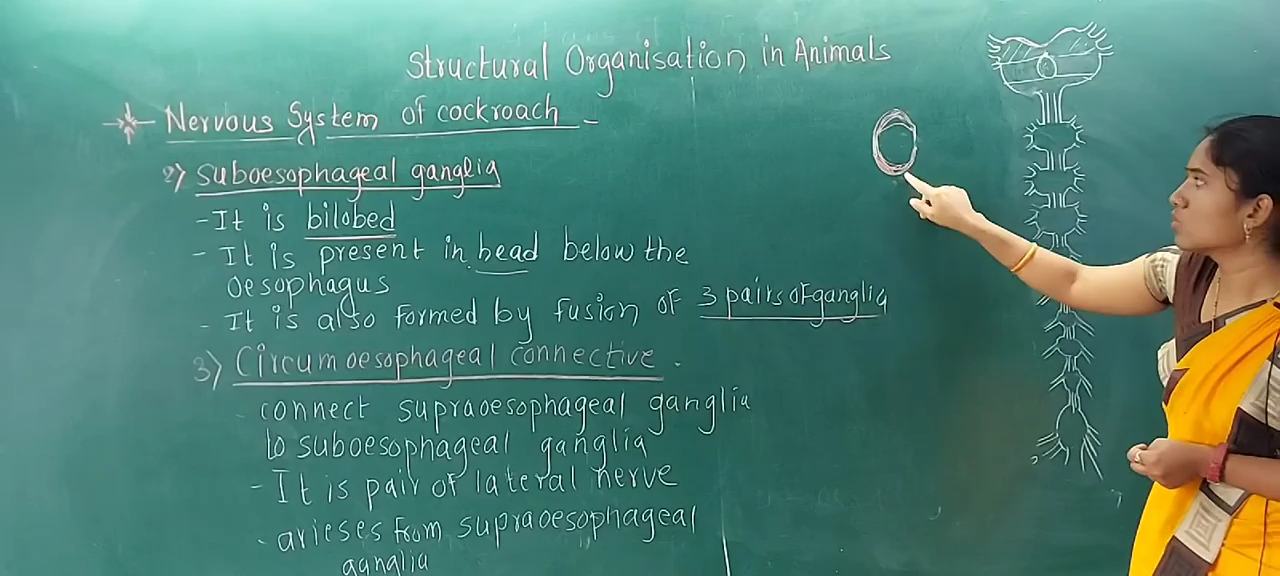 Structural Organisation in Animals
Nervous System of cockroach -
2) suboesophageal ganglia
- It is bilobed
- It is present in head below the
oesophagus
- It is also formed by fusion of 3 pairs of ganglia
3) Circumoesophageal connective .
- connect supraoesophageal ganglia
to suboesophageal ganglia
- It is pair of lateral nerve
- arieses from supraoesophageal
ganglia